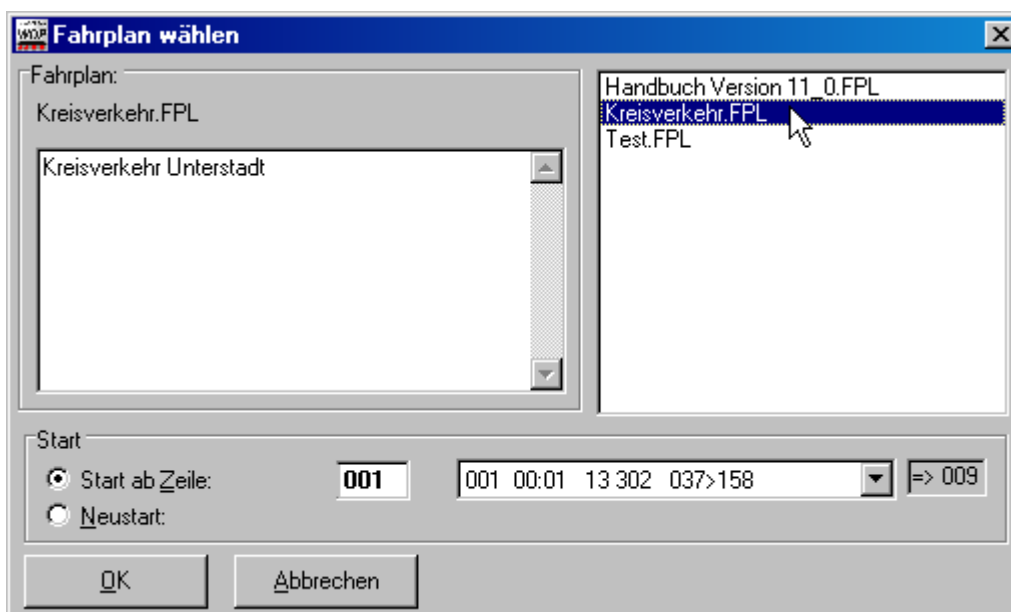 Fahrplan wählen
Fahrplan:
Kreisverkehr.FPL
Kreisverkehr Unterstadt
Handbuch Version 11_0.FPL
Kreisverkehr.FPL
Test.FPL
Start
Start ab Zeile:
001
001 00:01 13 302 037>158
=> 009
Neustart:
OK
Abbrechen